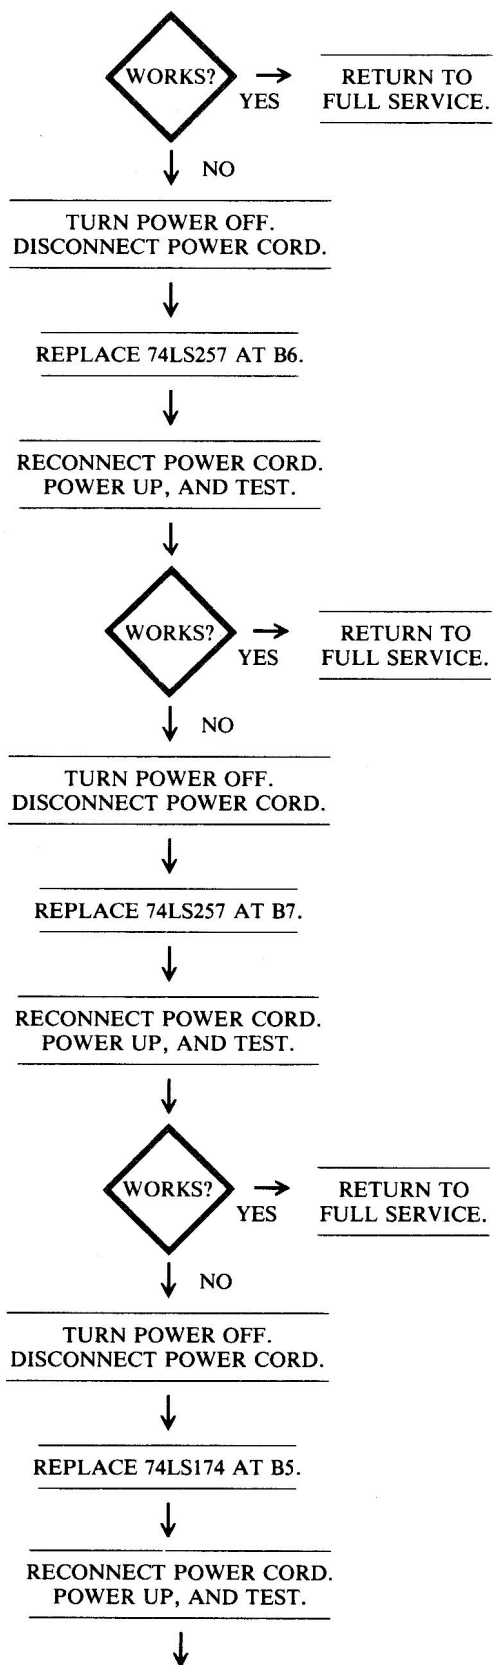 WORKS?
YES
RETURN TO
FULL SERVICE.
NO
TURN POWER OFF.
DISCONNECT POWER CORD.
REPLACE 74LS257 AT B6.
RECONNECT POWER CORD.
POWER UP, AND TEST.
WORKS?
YES
RETURN TO
FULL SERVICE.
NO
TURN POWER OFF.
DISCONNECT POWER CORD.
REPLACE 74LS257 AT B7.
RECONNECT POWER CORD.
POWER UP, AND TEST.
WORKS?
YES
RETURN TO
FULL SERVICE.
NO
TURN POWER OFF.
DISCONNECT POWER CORD.
REPLACE 74LS174 AT B5.
RECONNECT POWER CORD.
POWER UP, AND TEST.